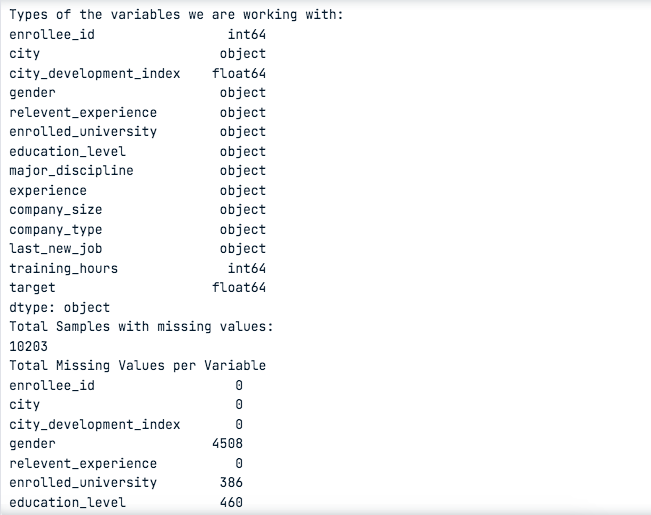 Types of the variables we are working with:
enrollee_id                 int64
city                       object
city_development_index    float64
gender                     object
relevent_experience        object
enrolled_university        object
education_level            object
major_discipline           object
experience                 object
company_size               object
company_type               object
last_new_job               object
training_hours              int64
target                    float64
dtype: object
Total Samples with missing values:
10203
Total Missing Values per Variable
enrollee_id                  0
city                         0
city_development_index       0
gender                    4508
relevent_experience          0
enrolled_university        386
education_level            460